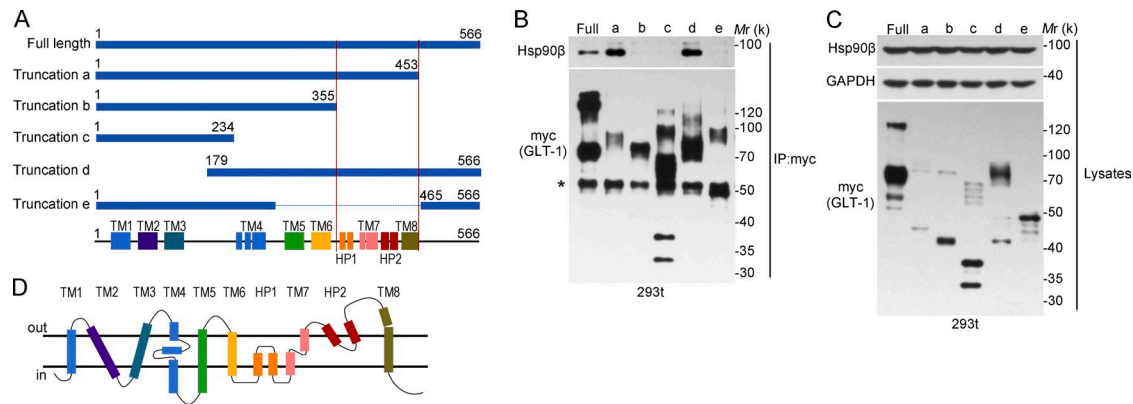 A
1 566
Full length
1 453
Truncation a
1 355
Truncation b
1 234
Truncation c
179 566
Truncation d
1 465 566
Truncation e
TM1 TM2 TM3 TM4 TM5 TM6 TM7 TM8
1 566
HP1 HP2
B
Full a b c d e Mr (k)
Hsp90β
-100
-120
-100
myc
(GLT-1)
-70
*
-50
-40
-35
-30
IP:myc
293t
C
Full a b c d e Mr (k)
Hsp90β
-100
GAPDH
40
-120
-100
-70
myc
(GLT-1)
-50
-40
-35
-30
Lysates
293t
D
TM1 TM2 TM3 TM4 TM5 TM6 HP1 TM7 HP2 TM8
out
in